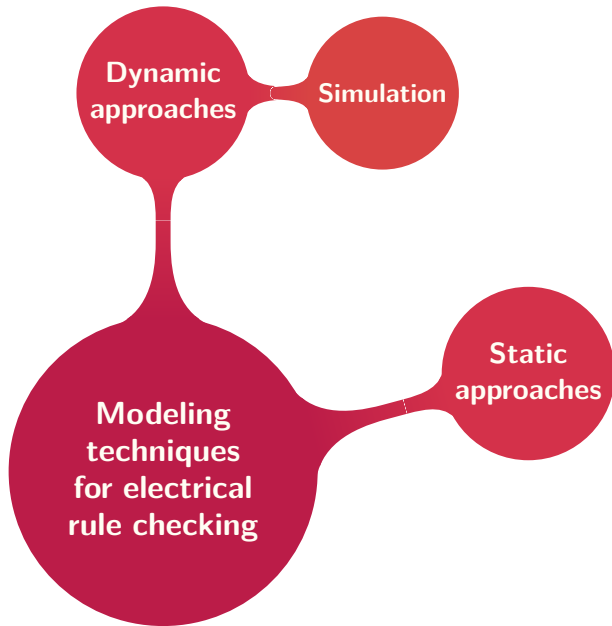 Dynamic
approaches
Simulation
Static
approaches
Modeling
techniques
for electrical
rule checking